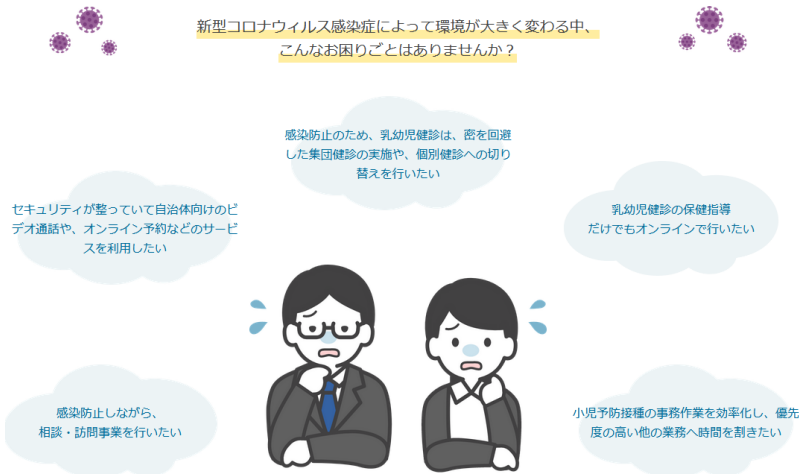 新型コロナウィルス感染症によって環境が大きく変わる中、
こんなお困りごとはありませんか？
感染防止のため、乳幼児健診は、密を回避
した集団健診の実施や、個別健診への切り
替えを行いたい
セキュリティが整っていて自治体向けのビ
デオ通話や、オンライン予約などのサービ
スを利用したい
乳幼児健診の保健指導
だけでもオンラインで行いたい
感染防止しながら、
相談・訪問事業を行いたい
小児予防接種の事務作業を効率化し、優先
度の高い他の業務へ時間を割きたい